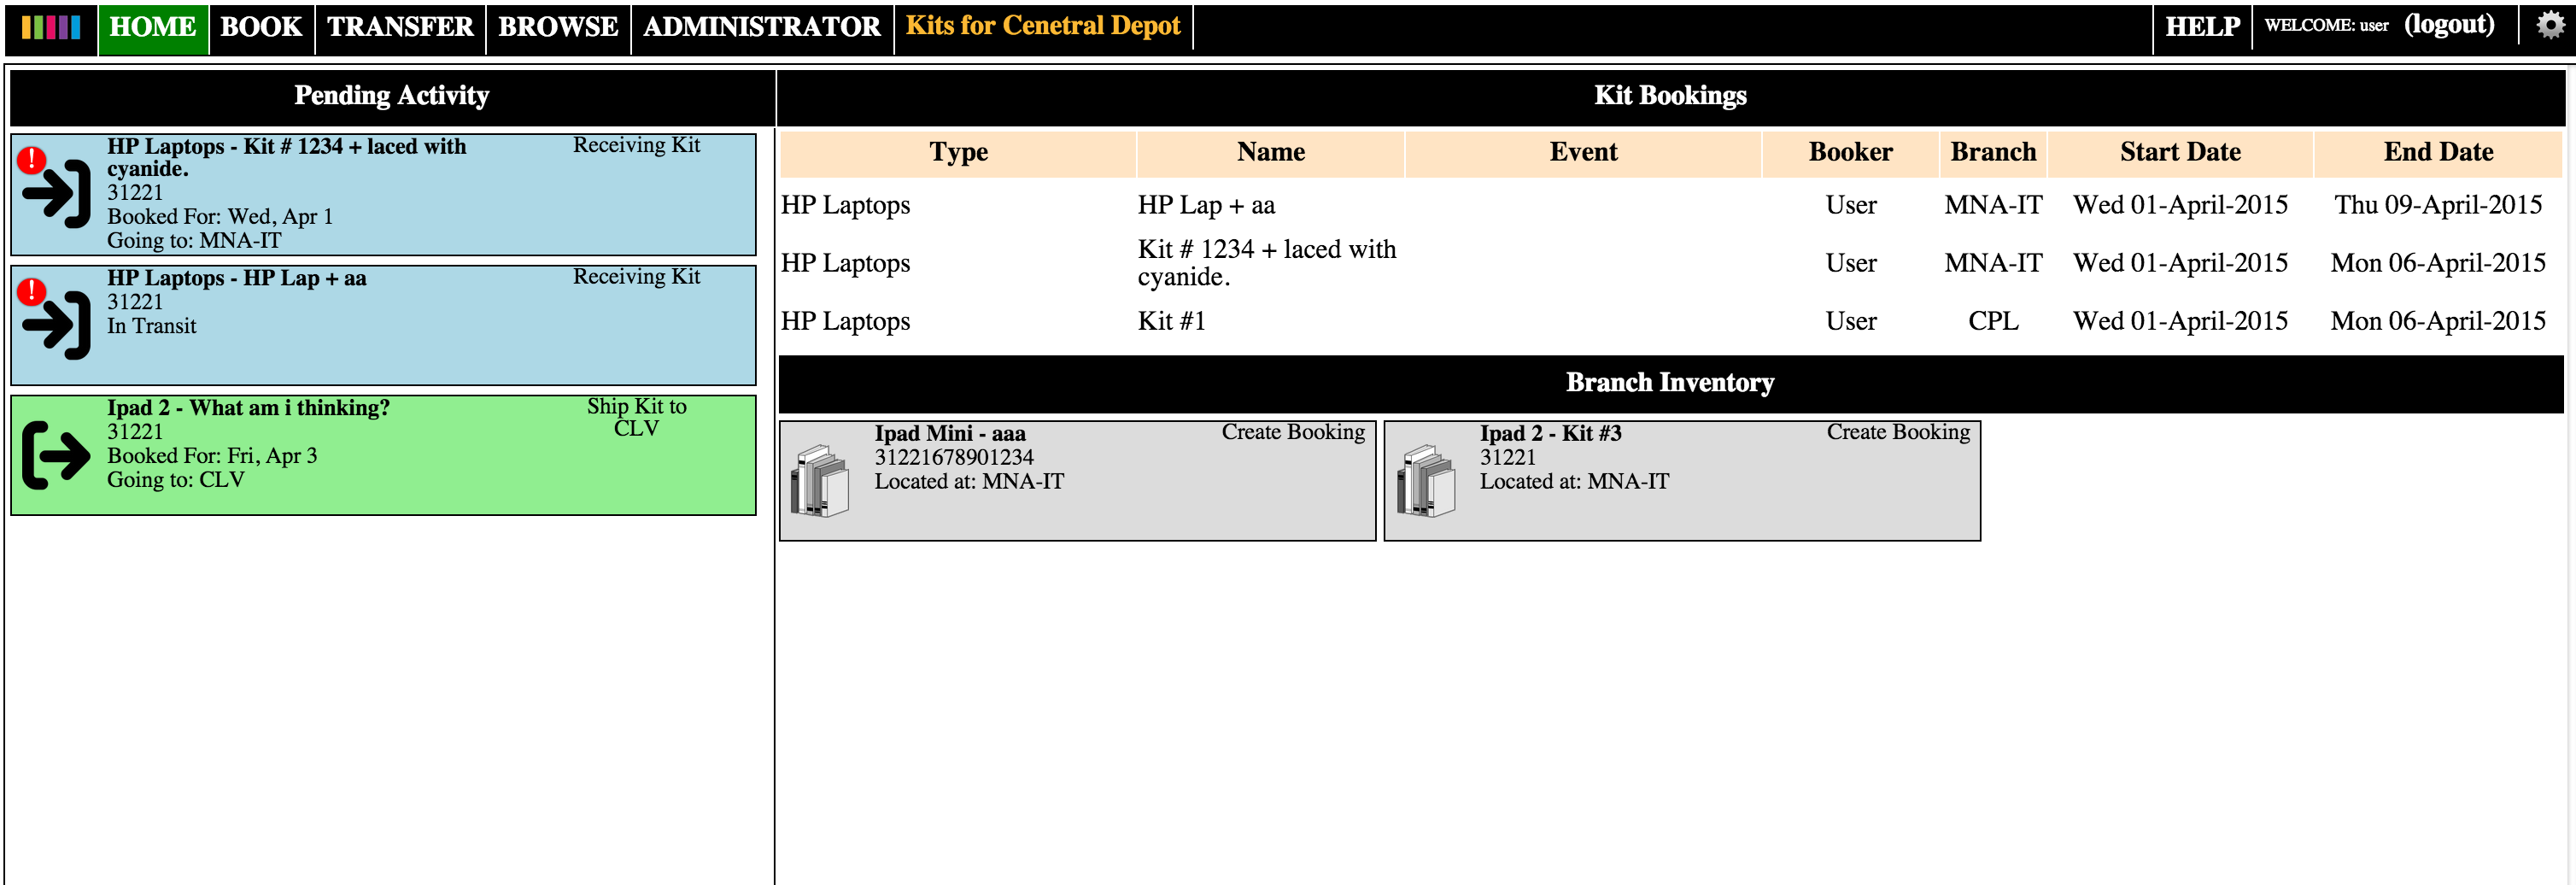 HOME BOOK TRANSFER BROWSE ADMINISTRATOR Kits for Cenetral Depot HELP WELCOME: user (logout)
Pending Activity
HP Laptops - Kit # 1234 + laced with
cyanide.
Receiving Kit
31221
Booked For: Wed, Apr 1
Going to: MNA-IT
HP Laptops - HP Lap + aa
Receiving Kit
31221
In Transit
Ipad 2 - What am i thinking?
Ship Kit to
CLV
31221
Booked For: Fri, Apr 3
Going to: CLV
Kit Bookings
Type Name Event Booker Branch Start Date End Date
HP Laptops HP Lap + aa User MNA-IT Wed 01-April-2015 Thu 09-April-2015
HP Laptops Kit # 1234 + laced with
cyanide. User MNA-IT Wed 01-April-2015 Mon 06-April-2015
HP Laptops Kit #1 User CPL Wed 01-April-2015 Mon 06-April-2015
Branch Inventory
Ipad Mini - aaa
Create Booking
31221678901234
Located at: MNA-IT
Ipad 2 - Kit #3
Create Booking
31221
Located at: MNA-IT